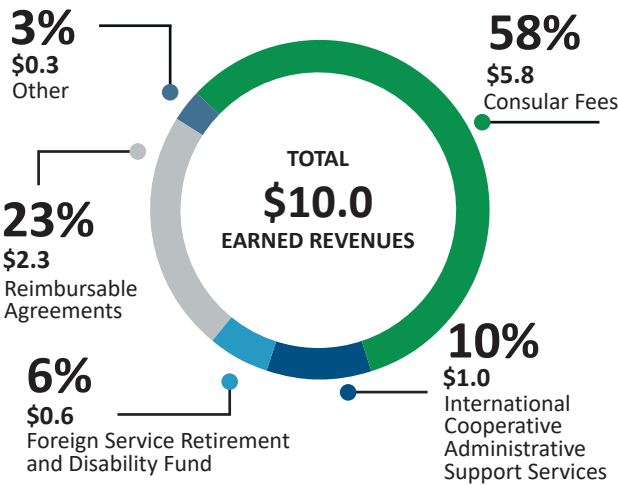 3%
$0.3
Other
58%
$5.8
Consular Fees
TOTAL
$10.0
EARNED REVENUES
23%
$2.3
Reimbursable
Agreements
10%
$1.0
International
Cooperative
Administrative
Support Services
6%
$0.6
Foreign Service Retirement
and Disability Fund